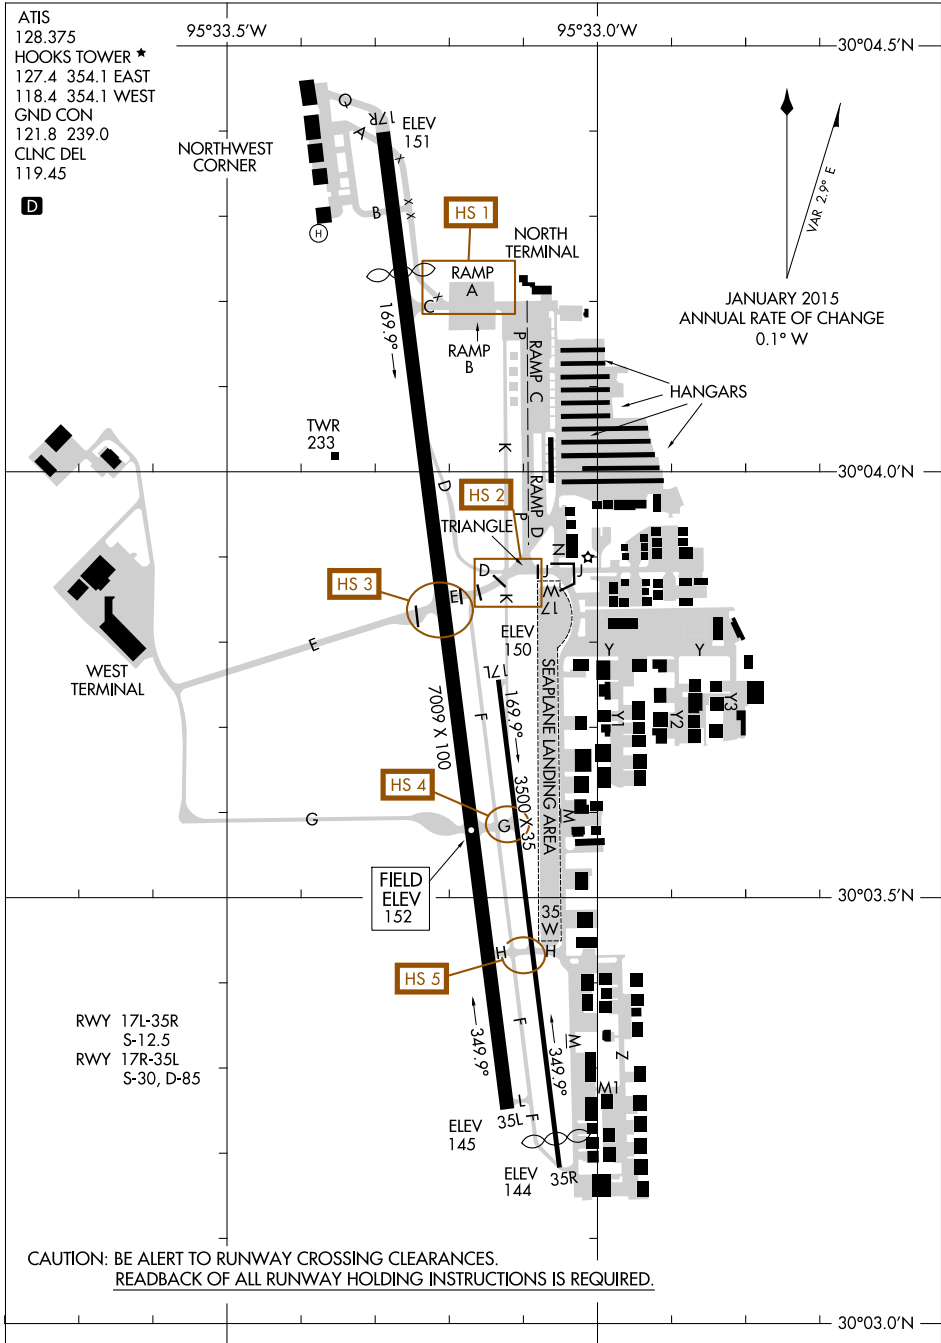 ATIS
128.375
HOOKS TOWER ★
127.4 354.1 EAST
118.4 354.1 WEST
GND CON
121.8 239.0
CLNC DEL
119.45
D
95°33.5'W
95°33.0'W
30°04.5'N
Q
A
17R
ELEV
151
X
NORTHWEST
CORNER
B
X
X
H
HS 1
NORTH
TERMINAL
VAR 2.9° E
JANUARY 2015
ANNUAL RATE OF CHANGE
0.1° W
RAMP
A
C
X
RAMP
B
169.9°
P
RAMP C
HANGARS
TWR
233
K
30°04.0'N
D
HS 2
P
RAMP D
TRIANGLE
N
HS 3
D
J
J
E
K
17
W
ELEV
150
E
WEST
TERMINAL
17L
Y
Y
SEAPLANE LANDING AREA
7009 X 100
F
169.9°
Y1
Y2
Y3
HS 4
3500 X 35
G
G
M
FIELD
ELEV
152
30°03.5'N
35
W
H
H
HS 5
RWY 17L-35R
S-12.5
RWY 17R-35L
S-30, D-85
349.9°
F
349.9°
M
Z
M1
L
35L
F
ELEV
145
ELEV
144
35R
CAUTION: BE ALERT TO RUNWAY CROSSING CLEARANCES.
READBACK OF ALL RUNWAY HOLDING INSTRUCTIONS IS REQUIRED.
30°03.0'N